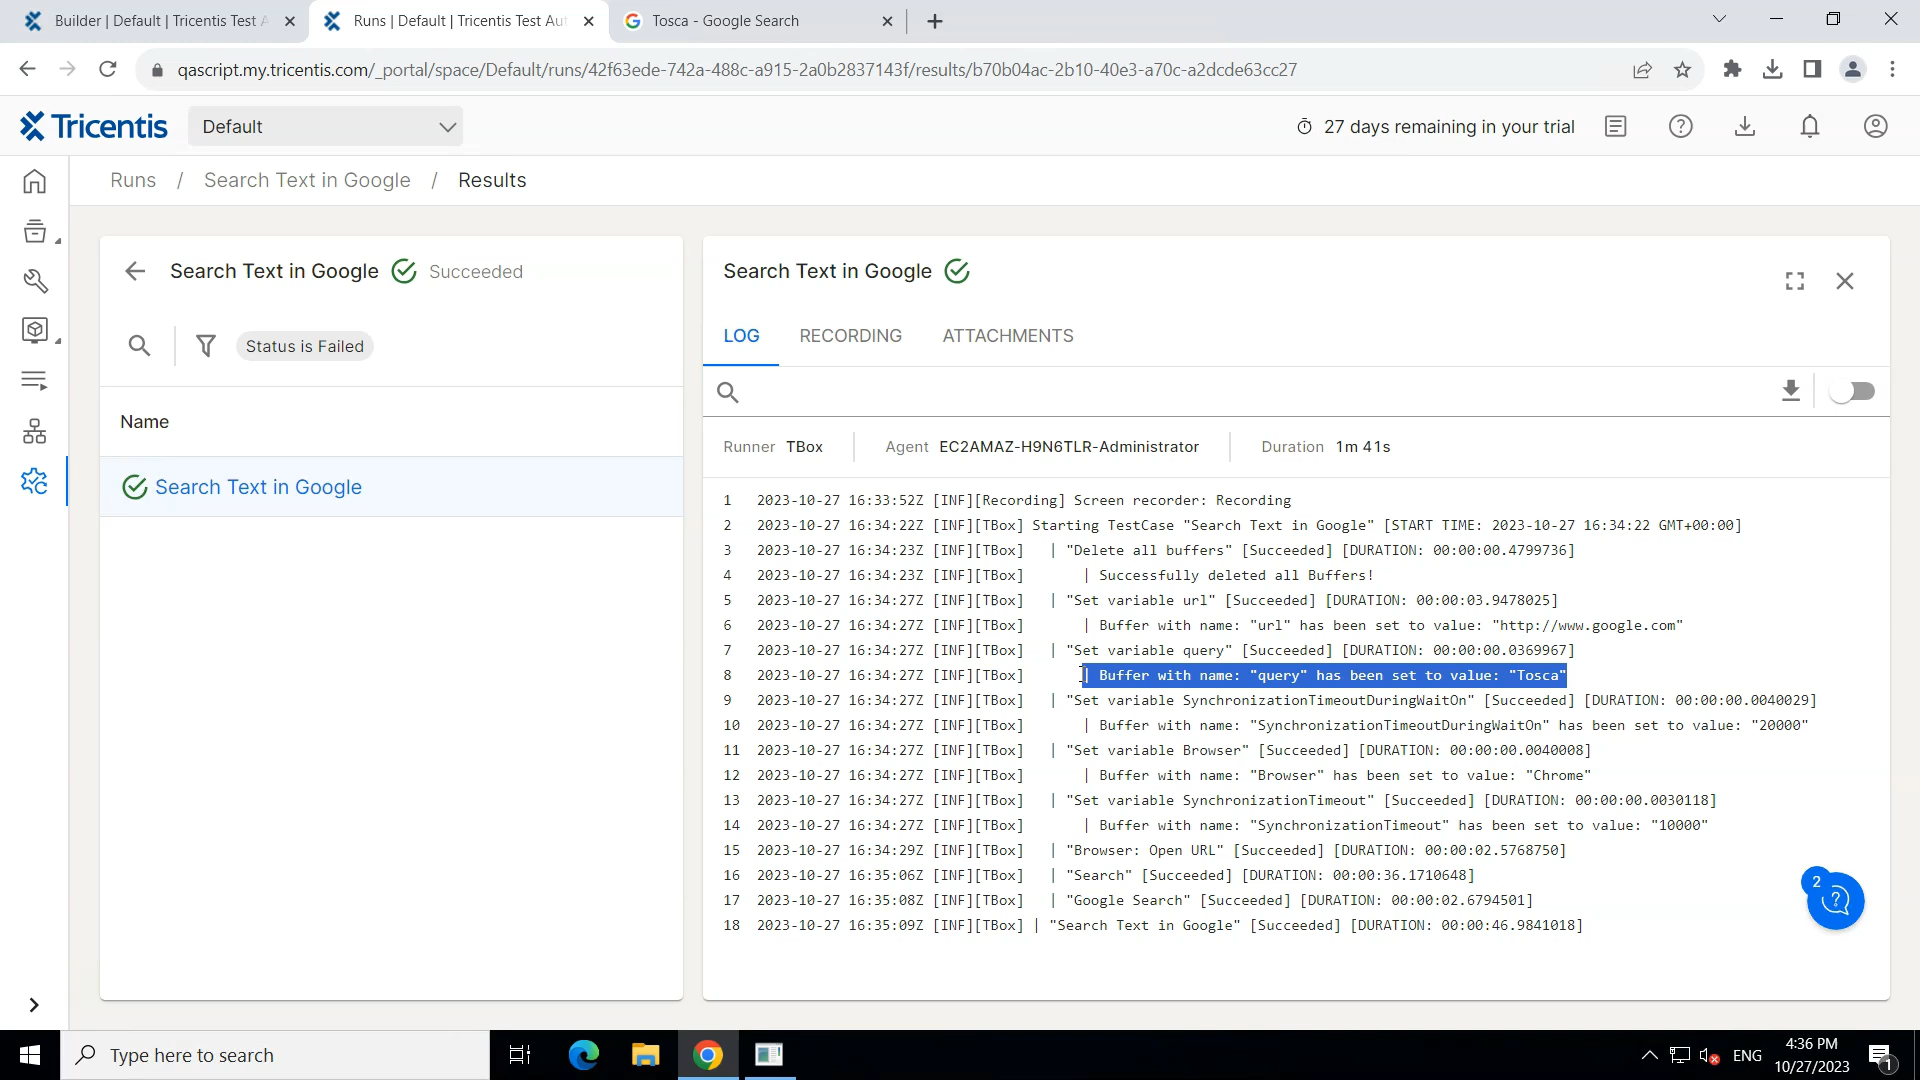 Builder | Default | Tricentis Test A
Runs | Default | Tricentis Test Aut
Tosca - Google Search
qascript.my.tricentis.com/_portal/space/Default/runs/42f63ede-742a-488c-a915-2a0b2837143f/results/b70b04ac-2b10-40e3-a70c-a2dcde63cc27
Tricentis
Default
27 days remaining in your trial
Runs / Search Text in Google / Results
Search Text in Google Succeeded
Status is Failed
Name
Search Text in Google
Search Text in Google
LOG RECORDING ATTACHMENTS
Runner TBox Agent EC2AMAZ-H9N6TLR-Administrator Duration 1m 41s
1 2023-10-27 16:33:52Z [INF][Recording] Screen recorder: Recording
2 2023-10-27 16:34:22Z [INF][TBox] Starting TestCase "Search Text in Google" [START TIME: 2023-10-27 16:34:22 GMT+00:00]
3 2023-10-27 16:34:23Z [INF][TBox] | "Delete all buffers" [Succeeded] [DURATION: 00:00:00.4799736]
4 2023-10-27 16:34:23Z [INF][TBox] | Successfully deleted all Buffers!
5 2023-10-27 16:34:27Z [INF][TBox] | "Set variable url" [Succeeded] [DURATION: 00:00:03.9478025]
6 2023-10-27 16:34:27Z [INF][TBox] | Buffer with name: "url" has been set to value: "http://www.google.com"
7 2023-10-27 16:34:27Z [INF][TBox] | "Set variable query" [Succeeded] [DURATION: 00:00:00.0369967]
8 2023-10-27 16:34:27Z [INF][TBox] | Buffer with name: "query" has been set to value: "Tosca"
9 2023-10-27 16:34:27Z [INF][TBox] | "Set variable SynchronizationTimeoutDuringWaitOn" [Succeeded] [DURATION: 00:00:00.0040029]
10 2023-10-27 16:34:27Z [INF][TBox] | Buffer with name: "SynchronizationTimeoutDuringWaitOn" has been set to value: "20000"
11 2023-10-27 16:34:27Z [INF][TBox] | "Set variable Browser" [Succeeded] [DURATION: 00:00:00.0040008]
12 2023-10-27 16:34:27Z [INF][TBox] | Buffer with name: "Browser" has been set to value: "Chrome"
13 2023-10-27 16:34:27Z [INF][TBox] | "Set variable SynchronizationTimeout" [Succeeded] [DURATION: 00:00:00.0030118]
14 2023-10-27 16:34:27Z [INF][TBox] | Buffer with name: "SynchronizationTimeout" has been set to value: "10000"
15 2023-10-27 16:34:29Z [INF][TBox] | "Browser: Open URL" [Succeeded] [DURATION: 00:00:02.5768750]
16 2023-10-27 16:35:06Z [INF][TBox] | "Search" [Succeeded] [DURATION: 00:00:36.1710648]
17 2023-10-27 16:35:08Z [INF][TBox] | "Google Search" [Succeeded] [DURATION: 00:00:02.6794501]
18 2023-10-27 16:35:09Z [INF][TBox] | "Search Text in Google" [Succeeded] [DURATION: 00:00:46.9841018]
2
Type here to search
ENG
4:36 PM
10/27/2023
1